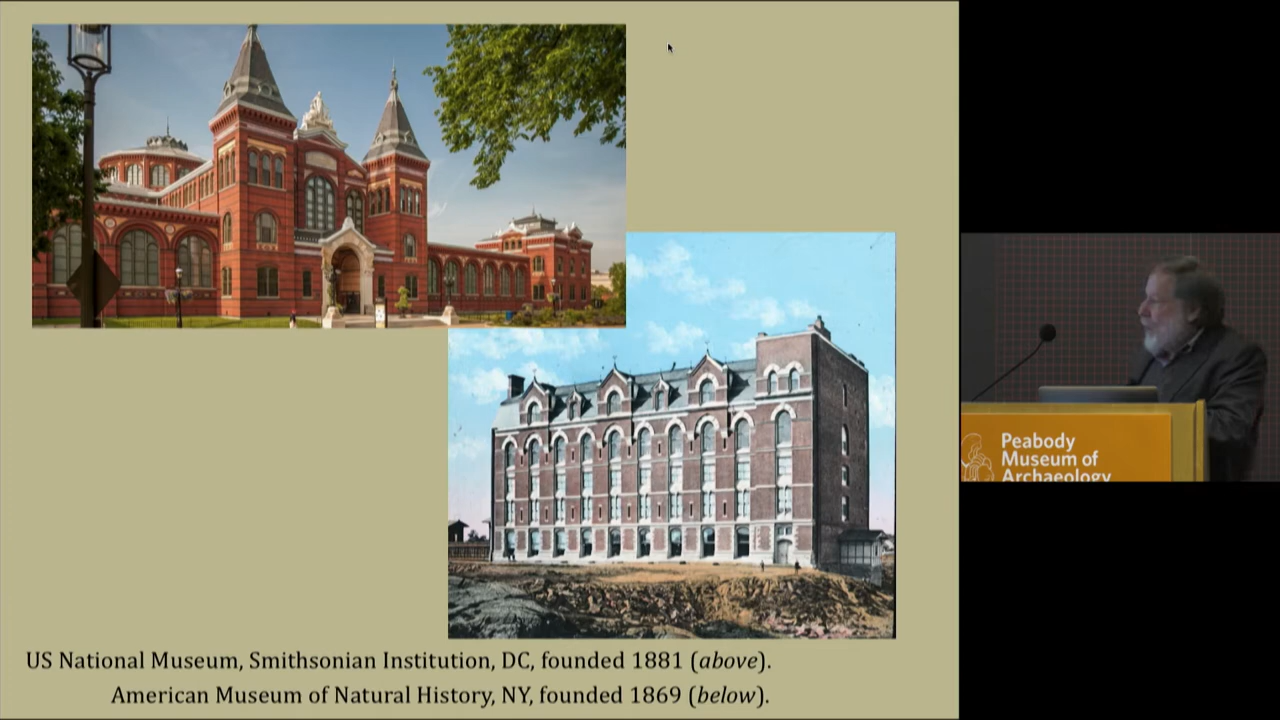 US National Museum, Smithsonian Institution, DC, founded 1881 (above).
American Museum of Natural History, NY, founded 1869 (below).
Peabody
Museum of
Archaeology